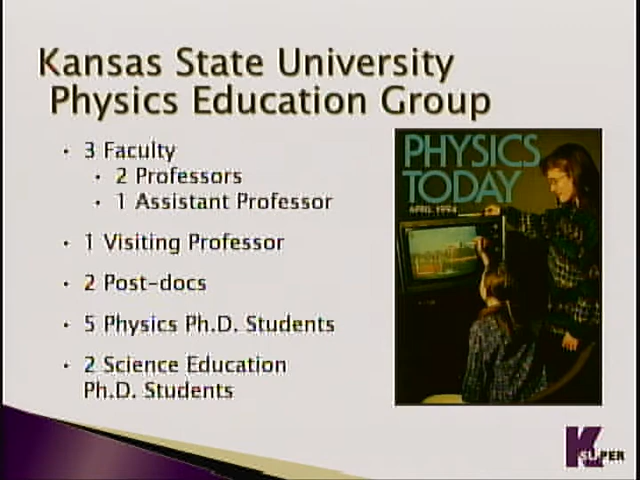 Kansas State University
Physics Education Group
• 3 Faculty
• 2 Professors
• 1 Assistant Professor
• 1 Visiting Professor
• 2 Post-docs
• 5 Physics Ph.D. Students
• 2 Science Education
Ph.D. Students
PHYSICS
TODAY
APRIL 1994
K SUPER